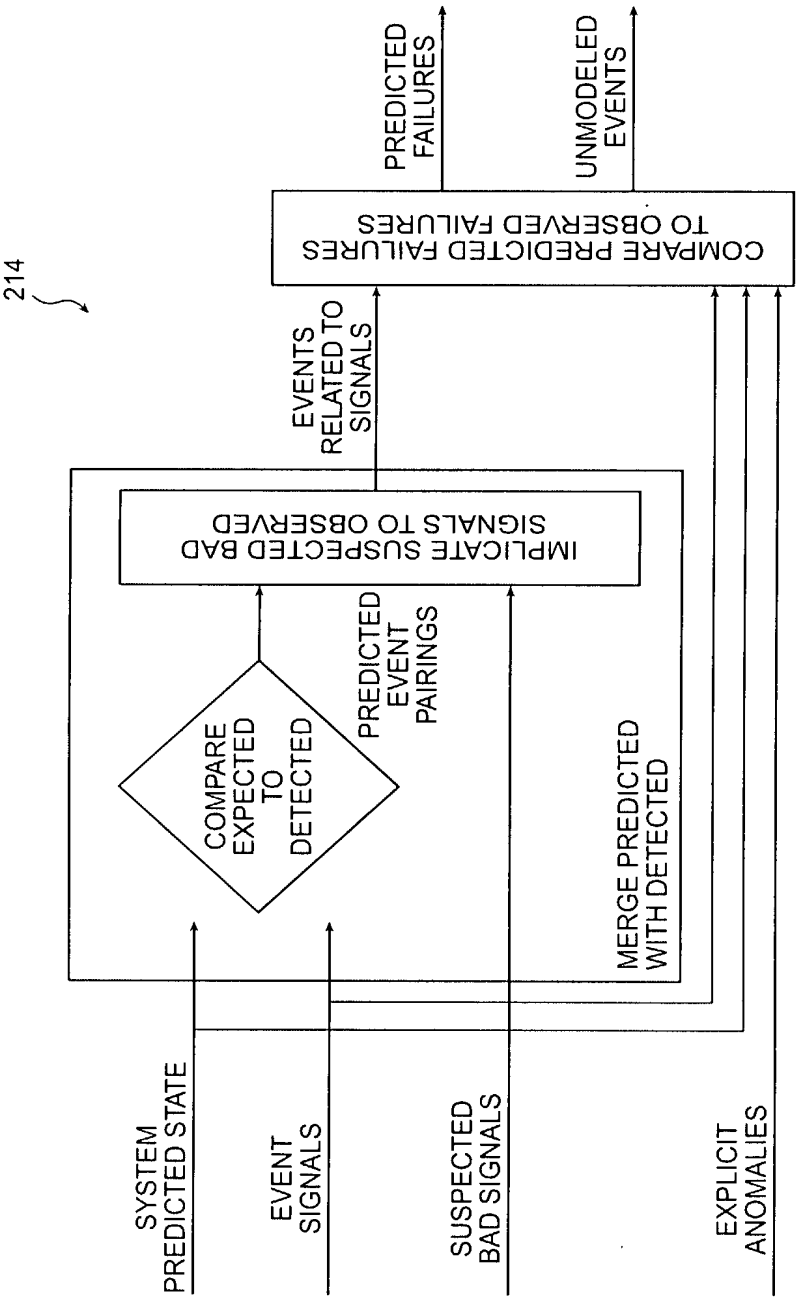 214
SYSTEM
PREDICTED STATE
EVENT
SIGNALS
SUSPECTED
BAD SIGNALS
EXPLICIT
ANOMALIES
COMPARE
EXPECTED
TO
DETECTED
PREDICTED
EVENT
PAIRINGS
IMPLICATE SUSPECTED BAD
SIGNALS TO OBSERVED
MERGE PREDICTED
WITH DETECTED
EVENTS
RELATED TO
SIGNALS
COMPARE PREDICTED FAILURES
TO OBSERVED FAILURES
PREDICTED
FAILURES
UNMODELED
EVENTS